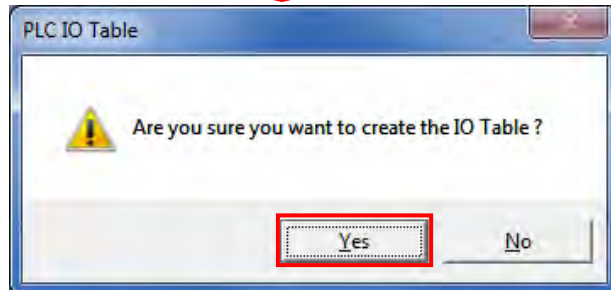 PLC IO Table
Are you sure you want to create the IO Table ?
Yes
No